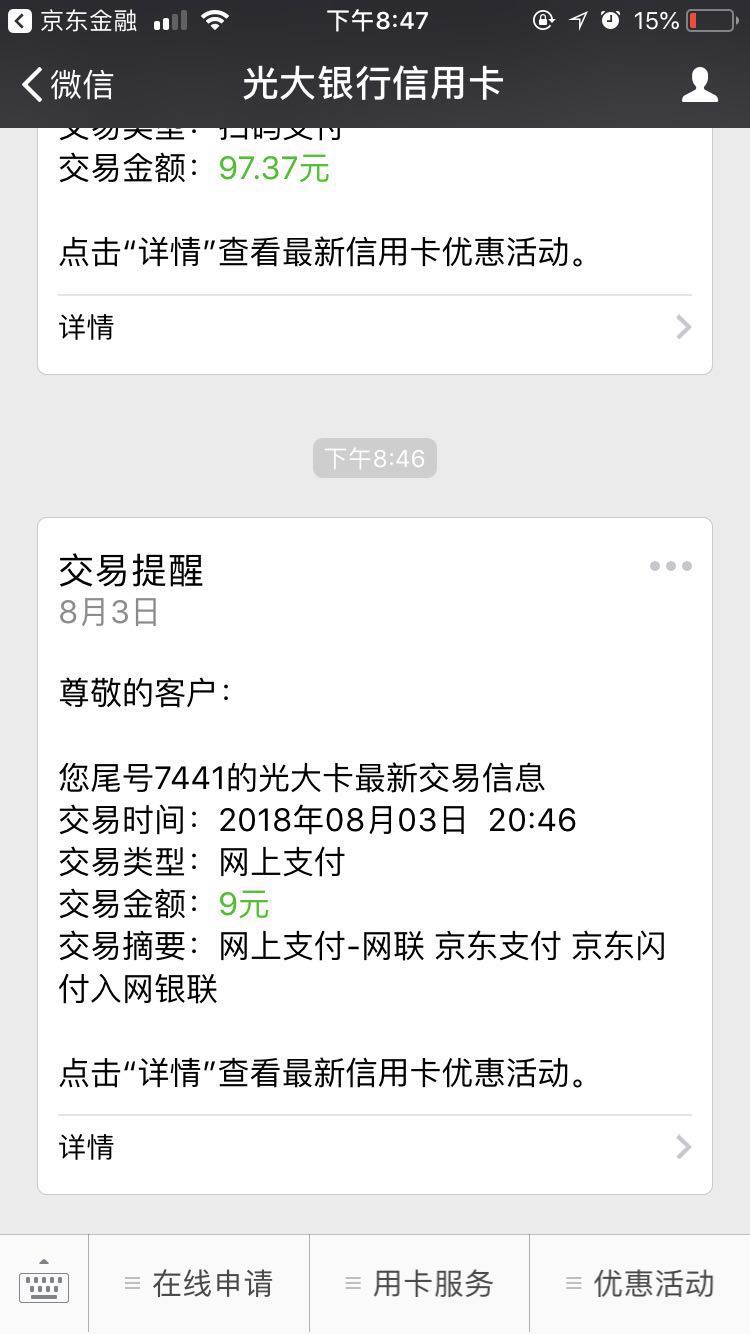 京东金融
下午8:47
15%
微信
光大银行信用卡
交易类型：扫码支付
交易金额：97.37元
点击“详情”查看最新信用卡优惠活动。
详情
下午8:46
交易提醒
8月3日
尊敬的客户：
您尾号7441的光大卡最新交易信息
交易时间：2018年08月03日 20:46
交易类型：网上支付
交易金额：9元
交易摘要：网上支付-网联 京东支付 京东闪
付入网银联
点击“详情”查看最新信用卡优惠活动。
详情
在线申请
用卡服务
优惠活动